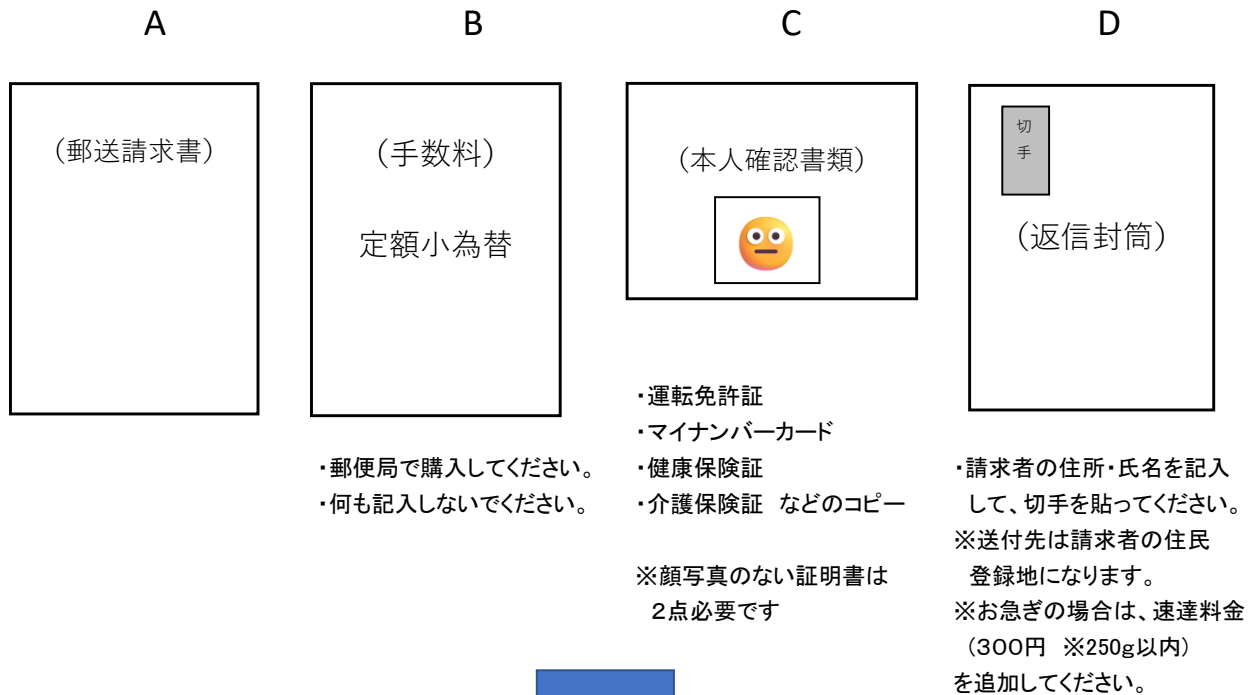 A
B
C
D
(郵送請求書)
(手数料)
定額小為替
・郵便局で購入してください。
・何も記入しないでください。
(本人確認書類)
・運転免許証
・マイナンバーカード
・健康保険証
・介護保険証 などのコピー
※顔写真のない証明書は
2点必要です
切
手
(返信封筒)
・請求者の住所・氏名を記入
して、切手を貼ってください。
※送付先は請求者の住民
登録地になります。
※お急ぎの場合は、速達料金
(300円 ※250g以内)
を追加してください。